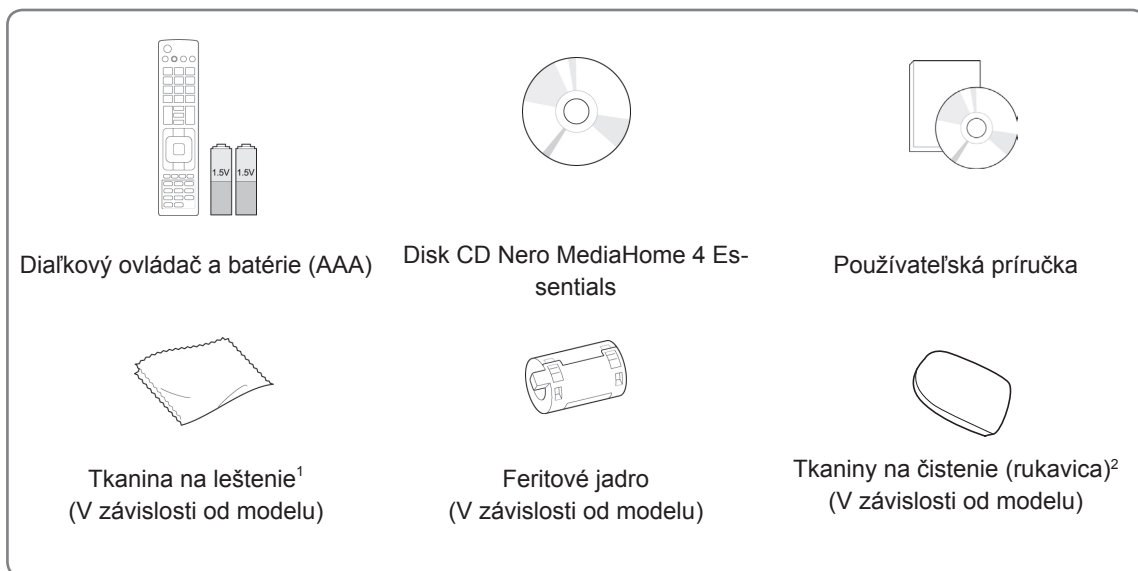 1.5V 1.5V
Diaľkový ovládač a batérie (AAA)
Disk CD Nero MediaHome 4 Es-
sentials
Používateľská príručka
Tkanina na leštenie¹
(V závislosti od modelu)
Feritové jadro
(V závislosti od modelu)
Tkaniny na čistenie (rukavica)²
(V závislosti od modelu)